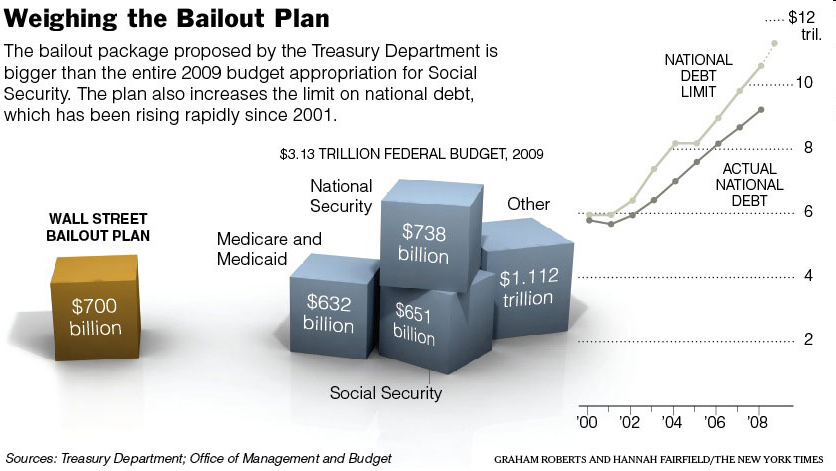 Weighing the Bailout Plan
The bailout package proposed by the Treasury Department is
bigger than the entire 2009 budget appropriation for Social
Security. The plan also increases the limit on national debt,
which has been rising rapidly since 2001.
$3.13 TRILLION FEDERAL BUDGET, 2009
WALL STREET
BAILOUT PLAN
$700
billion
Medicare and
Medicaid
$632
billion
National
Security
$738
billion
$651
billion
Social Security
Other
$1.112
trillion
$12
tril.
10
8
6
4
2
NATIONAL
DEBT
LIMIT
ACTUAL
NATIONAL
DEBT
'00 '02 '04 '06 '08
Sources: Treasury Department; Office of Management and Budget
GRAHAM ROBERTS AND HANNAH FAIRFIELD/THE NEW YORK TIMES